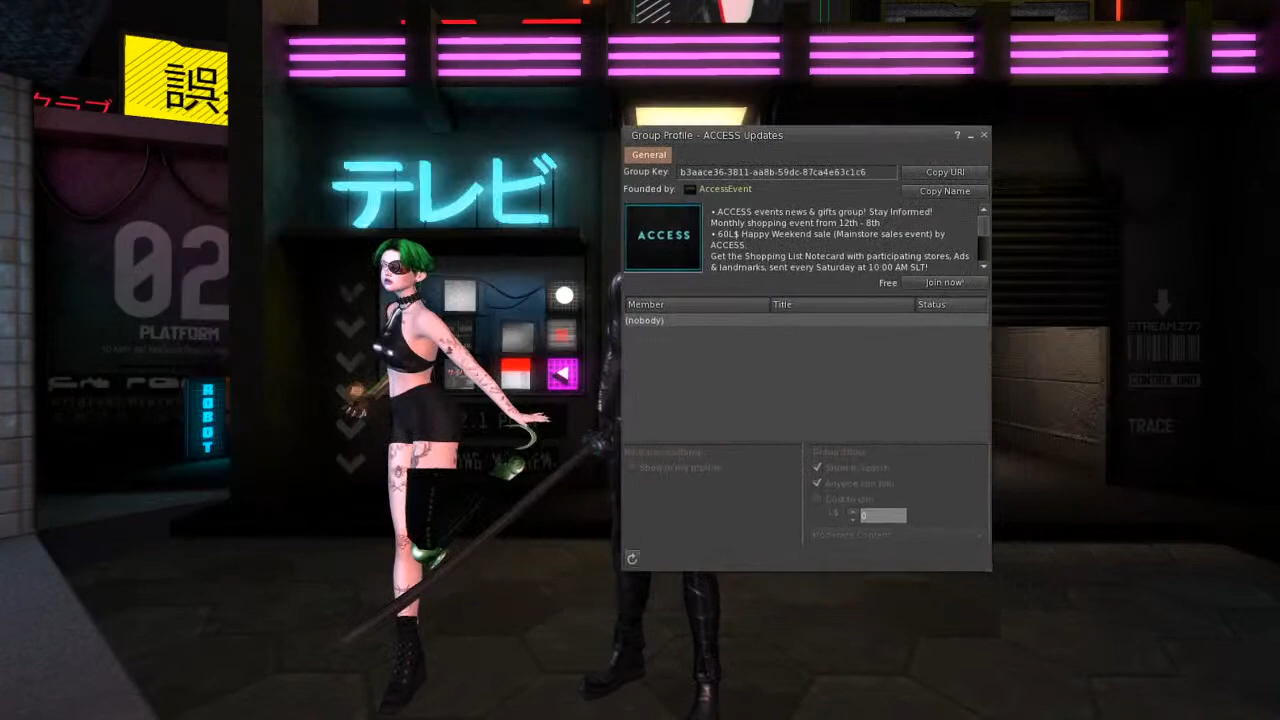 誤
クラブ
テレビ
02
PLATFORM
ROBOT
Group Profile - ACCESS Updates
?
General
Group Key:
b3aace36-3811-aa8b-59dc-87ca4e63c1c6
Copy URI
Founded by:
AccessEvent
Copy Name
ACCESS
• ACCESS events news & gifts group! Stay Informed!
Monthly shopping event from 12th - 8th
• 60L$ Happy Weekend sale (Mainstore sales event) by
ACCESS.
Get the Shopping List Notecard with participating stores, Ads
& landmarks, sent every Saturday at 10:00 AM SLT!
Free
Join now!
Member
Title
Status
(nobody)
Show in my profile
Show in search
Anyone can join
Cost to join
L$
0
Moderate Content
STREAM.Z77
CONTROL UNIT
TRACE